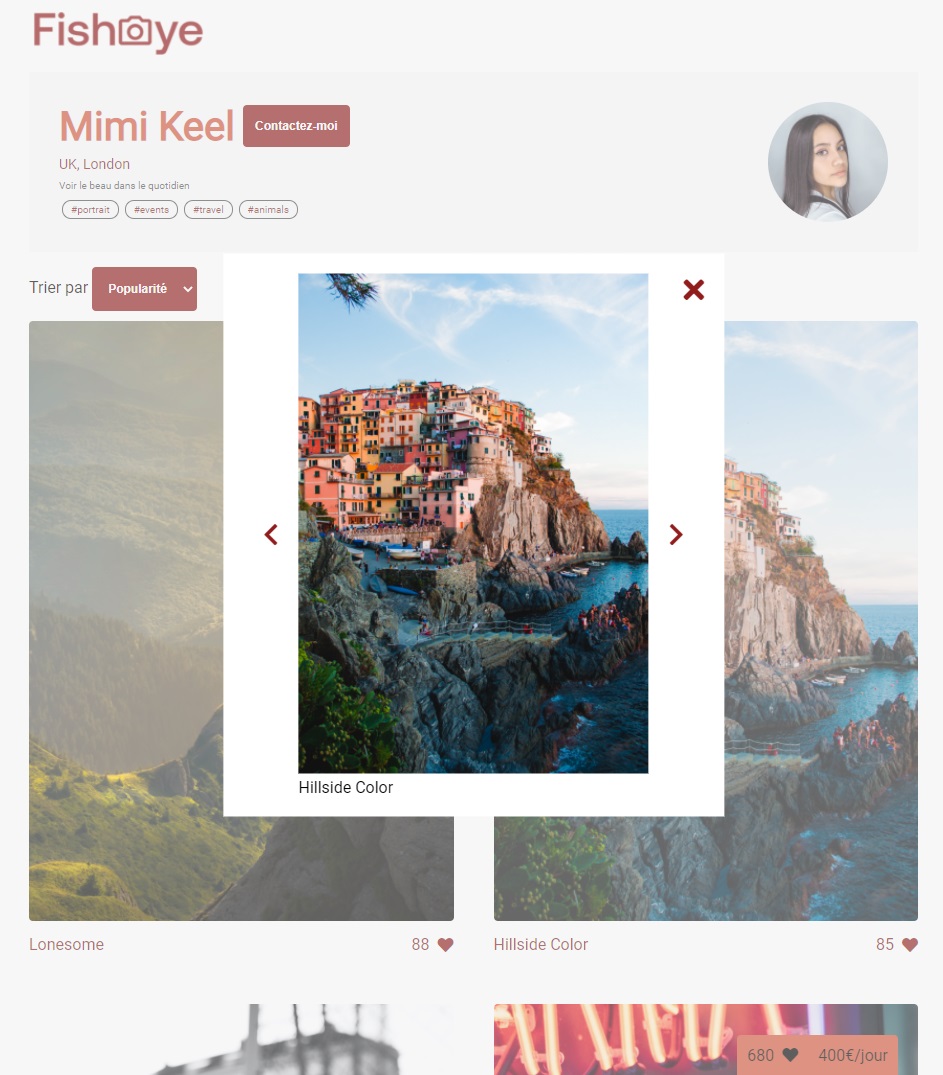 Fisheye
Mimi Keel Contactez-moi
UK, London
Voir le beau dans le quotidien
#portrait #events #travel #animals
Trier par Popularité
Hillside Color
Lonesome 88
Hillside Color 85
680 400€/jour